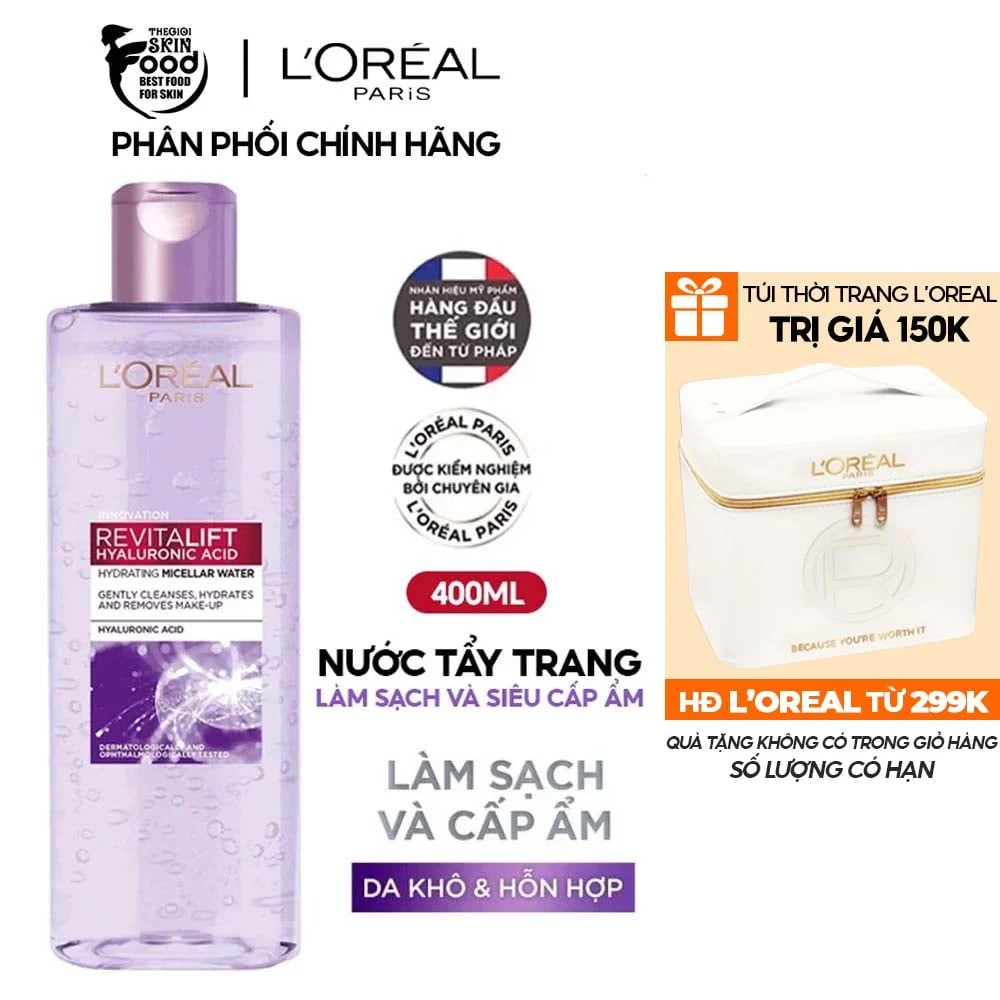 THEGIOI
SKIN
Food
BEST FOOD
FOR SKIN
L'ORÉAL
PARiS
PHÂN PHỐI CHÍNH HÃNG
L'ORÉAL
PARIS
INNOVATION
REVITALIFT
HYALURONIC ACID
HYDRATING MICELLAR WATER
GENTLY CLEANSES, HYDRATES
AND REMOVES MAKE-UP
HYALURONIC ACID
DERMATOLOGICALLY AND
OPHTHALMOLOGICALLY TESTED
NHÃN HIỆU MỸ PHẨM
HÀNG ĐẦU
THẾ GIỚI
ĐẾN TỪ PHÁP
L'ORÉAL PARIS
ĐƯỢC KIỂM NGHIỆM
BỞI CHUYÊN GIA
L'ORÉAL PARIS
400ML
NƯỚC TẨY TRANG
LÀM SẠCH VÀ SIÊU CẤP ẨM
LÀM SẠCH
VÀ CẤP ẨM
DA KHÔ & HỖN HỢP
TÚI THỜI TRANG L'OREAL
TRỊ GIÁ 150K
L'ORÉAL
PARIS
BECAUSE YOU'RE WORTH IT
HĐ L'OREAL TỪ 299K
QUÀ TẶNG KHÔNG CÓ TRONG GIỎ HÀNG
SỐ LƯỢNG CÓ HẠN